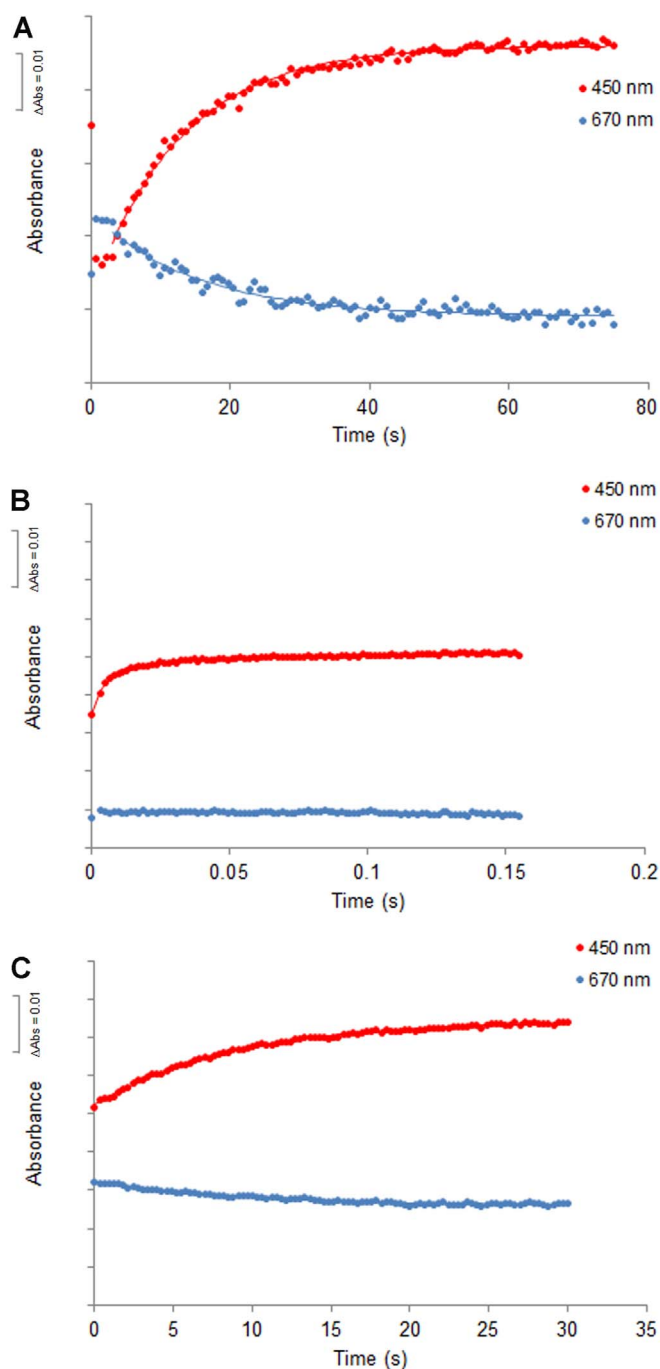 A
ΔAbs = 0.01
450 nm
670 nm
Absorbance
0 20 40 60 80
Time (s)
B
450 nm
670 nm
ΔAbs = 0.01
Absorbance
0 0.05 0.1 0.15 0.2
Time (s)
C
450 nm
670 nm
ΔAbs = 0.01
Absorbance
0 5 10 15 20 25 30 35
Time (s)